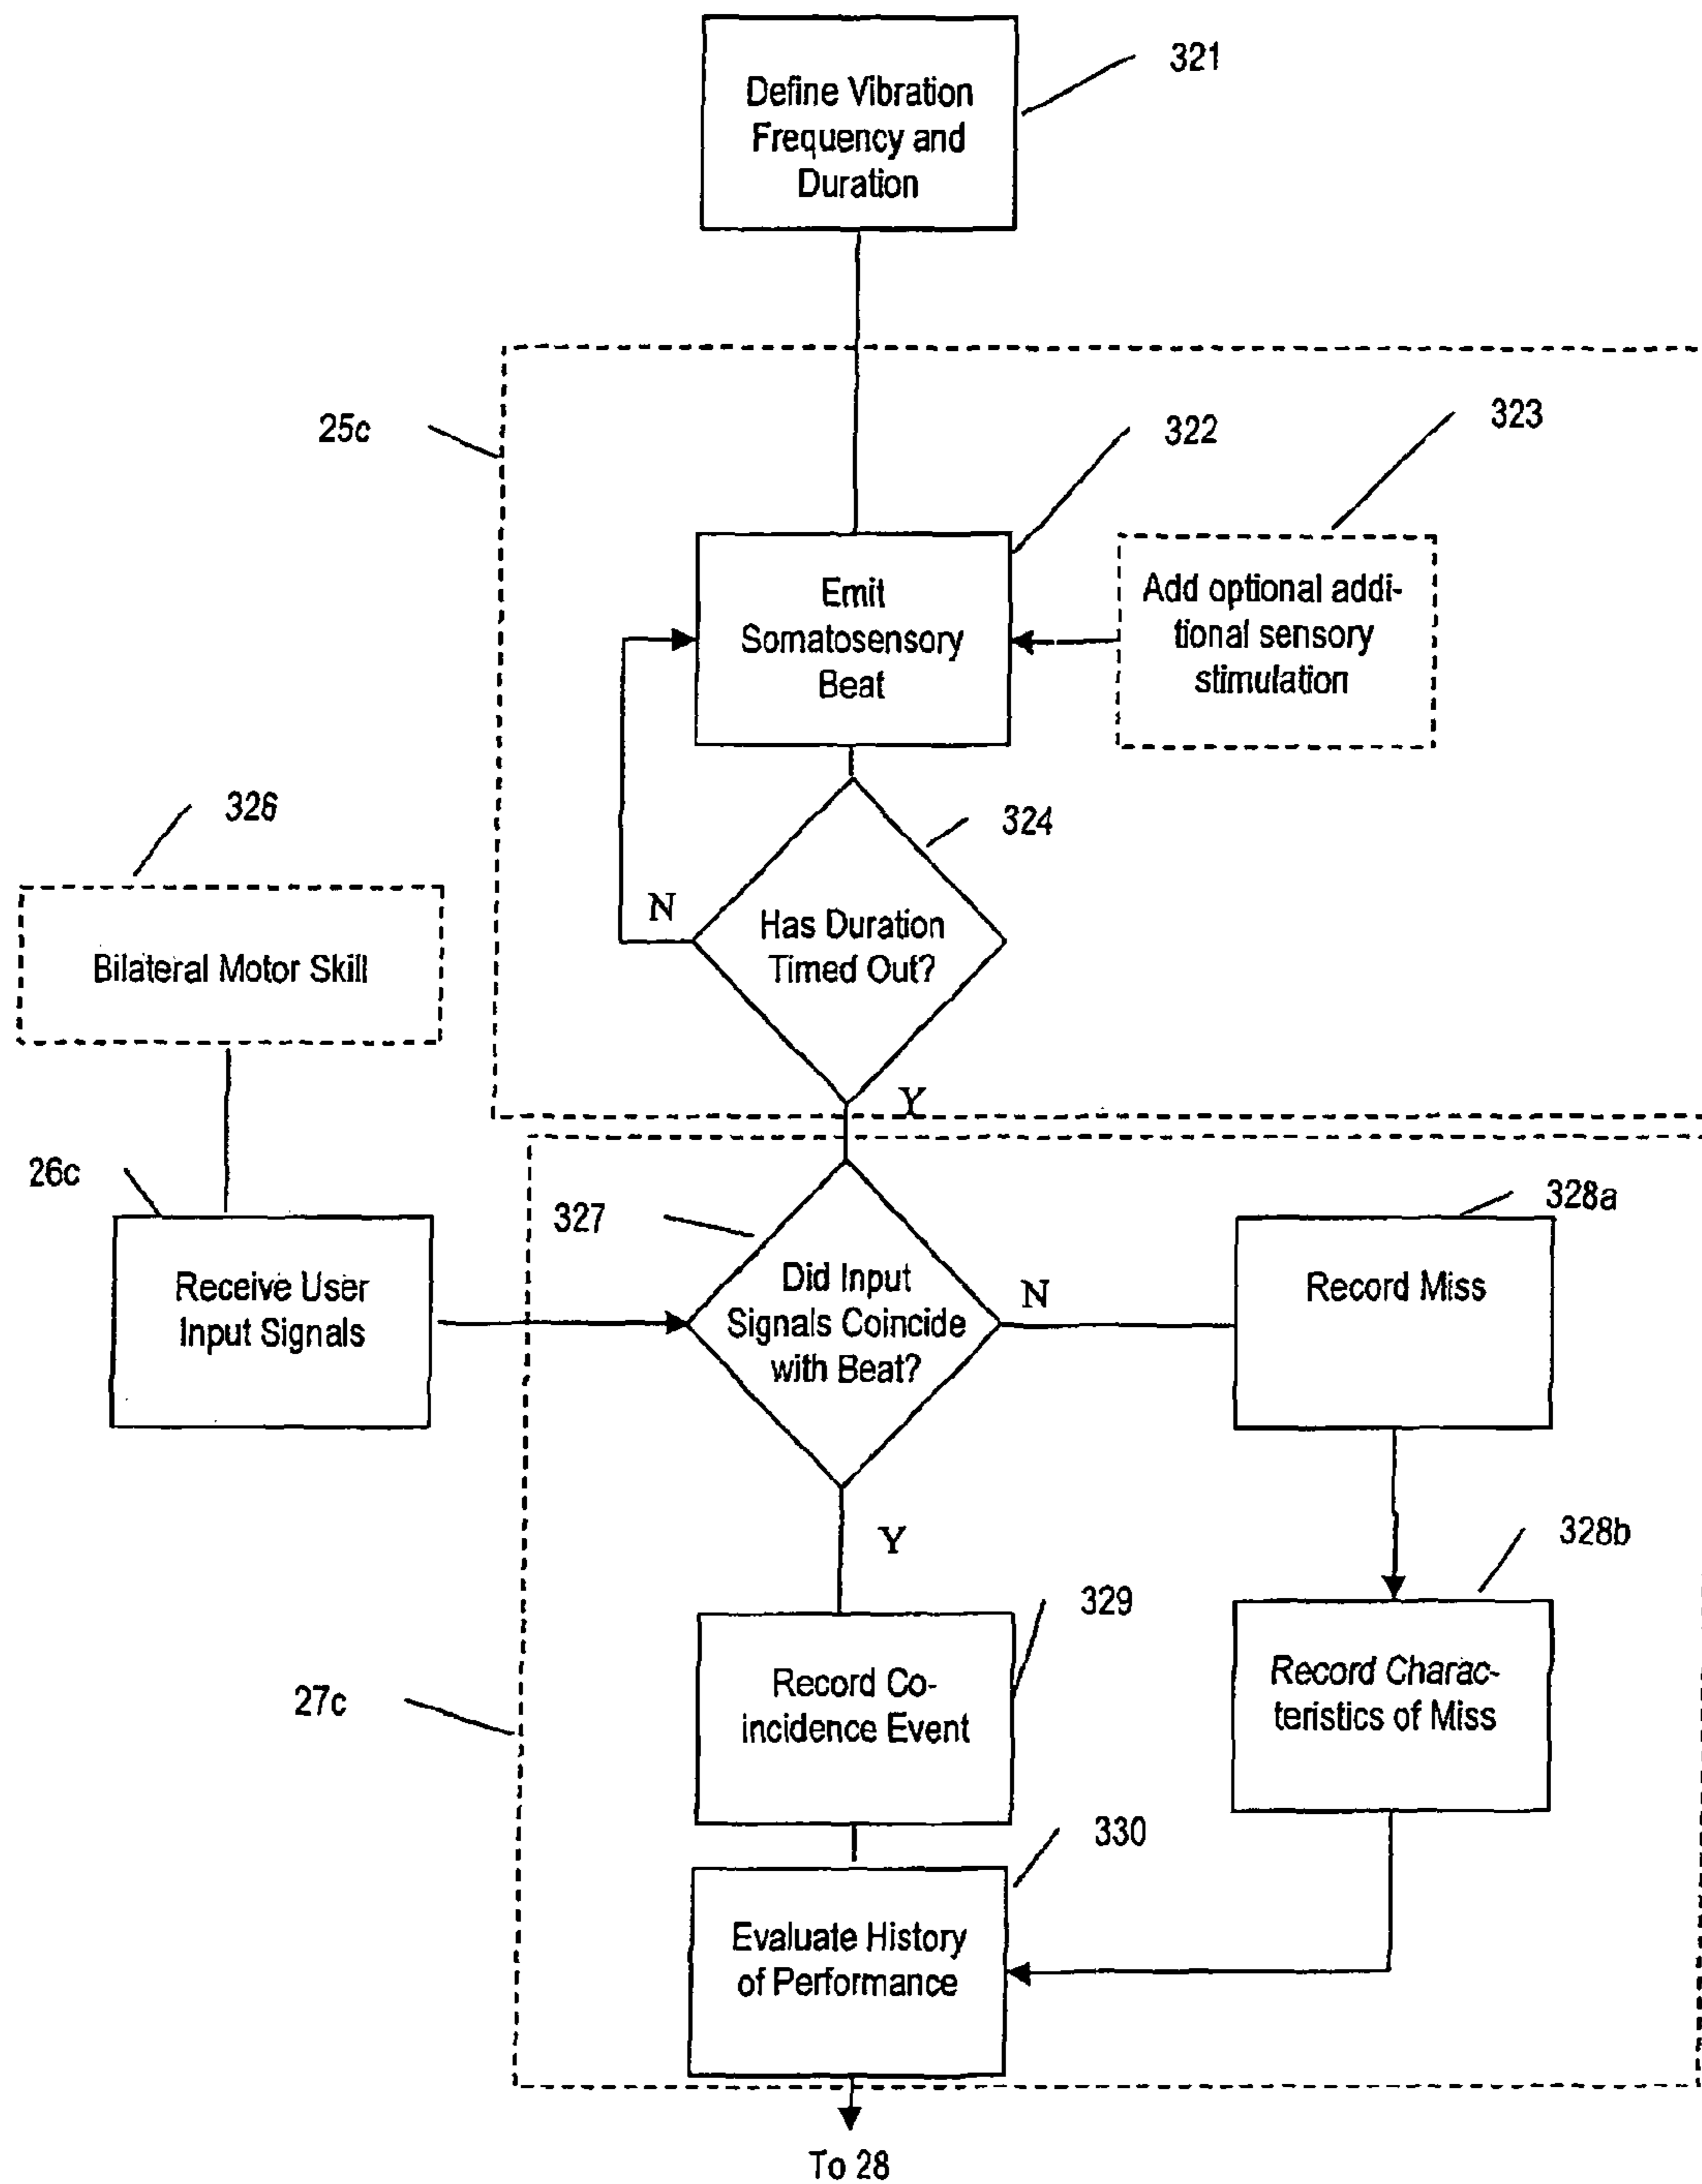 321
Define Vibration
Frequency and
Duration
25c
322
323
Emit
Somatosensory
Beat
Add optional addi-
tional sensory
stimulation
326
324
N
Has Duration
Timed Out?
Bilateral Motor Skill
Y
26c
327
328a
Receive User
Input Signals
Did Input
Signals Coincide
with Beat?
N
Record Miss
Y
328b
329
27c
Record Co-
incidence Event
Record Charac-
teristics of Miss
330
Evaluate History
of Performance
To 28